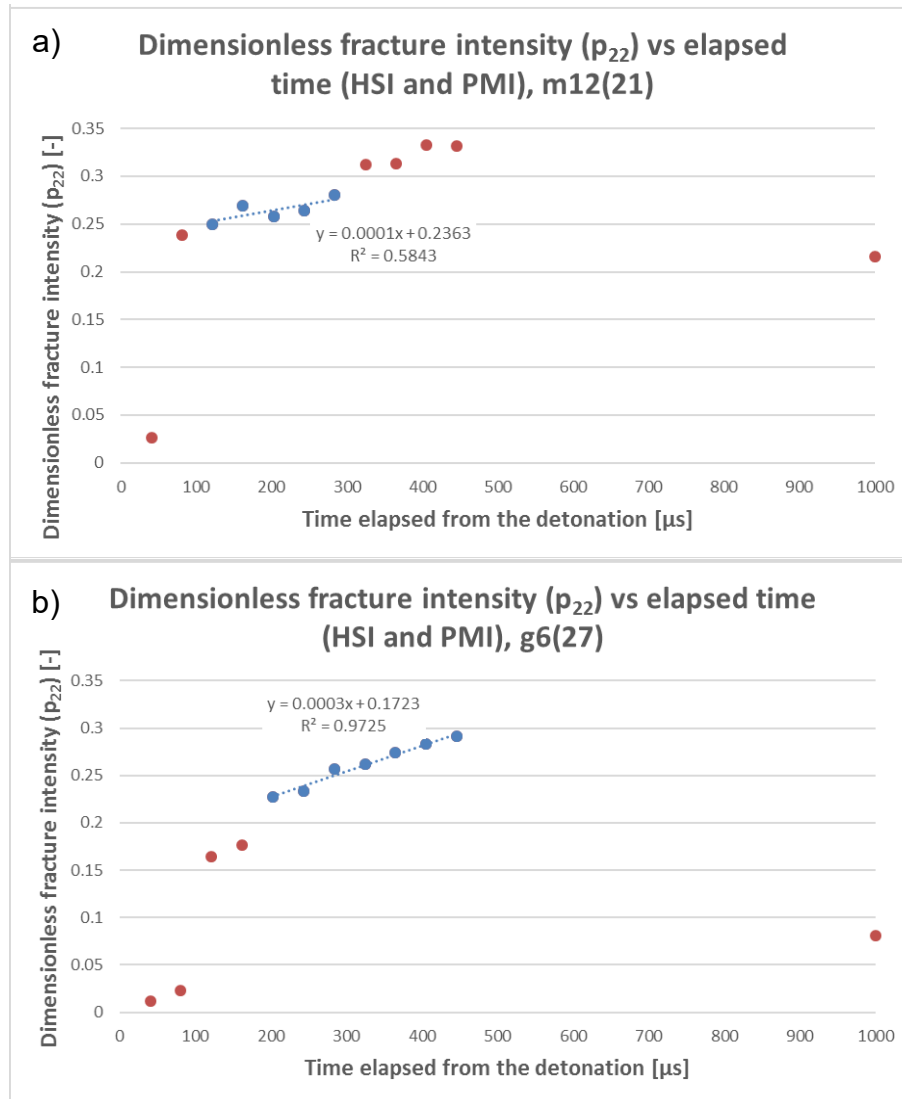 a)
Dimensionless fracture intensity (p22) vs elapsed
time (HSI and PMI), m12(21)
Dimensionless fracture intensity (p22) [-]
0.35
0.3
0.25
0.2
0.15
0.1
0.05
0
y = 0.0001x + 0.2363
R² = 0.5843
0 100 200 300 400 500 600 700 800 900 1000
Time elapsed from the detonation [µs]
b)
Dimensionless fracture intensity (p22) vs elapsed time
(HSI and PMI), g6(27)
Dimensionless fracture intensity (p22) [-]
0.35
0.3
0.25
0.2
0.15
0.1
0.05
0
y = 0.0003x + 0.1723
R² = 0.9725
0 100 200 300 400 500 600 700 800 900 1000
Time elapsed from the detonation [µs]